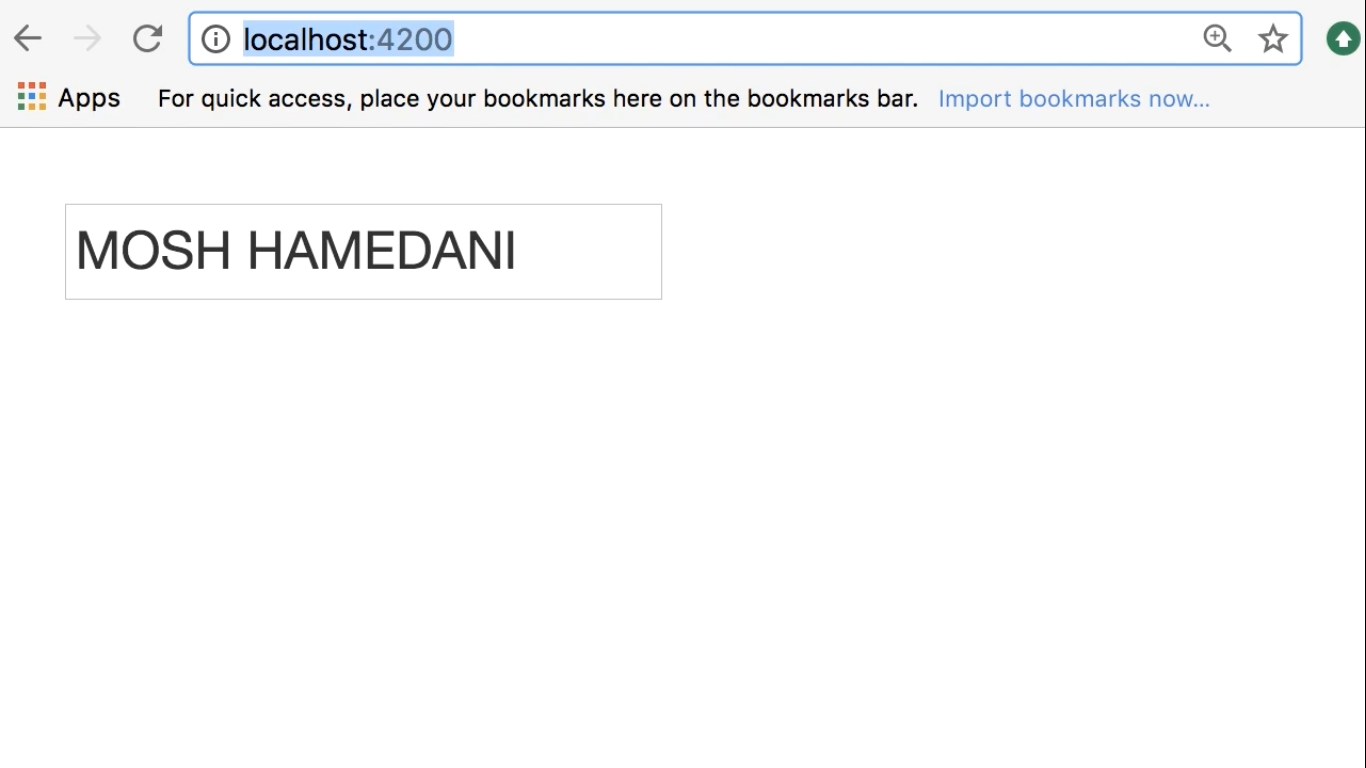 localhost:4200
Apps For quick access, place your bookmarks here on the bookmarks bar. Import bookmarks now...
MOSH HAMEDANI